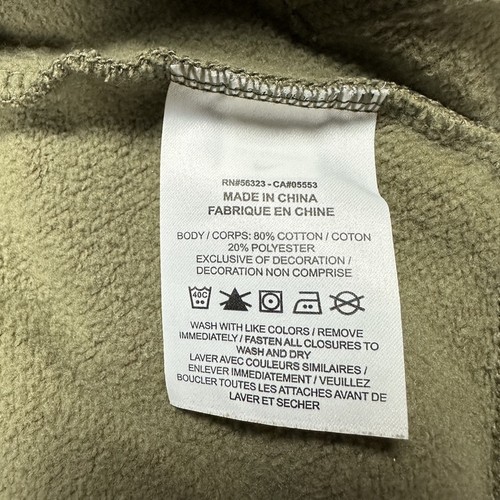 RN#56323 - CA#05553
MADE IN CHINA
FABRIQUE EN CHINE
BODY / CORPS: 80% COTTON / COTON
20% POLYESTER
EXCLUSIVE OF DECORATION /
DECORATION NON COMPRISE
40C
WASH WITH LIKE COLORS / REMOVE
IMMEDIATELY / FASTEN ALL CLOSURES TO
WASH AND DRY
LAVER AVEC COULEURS SIMILAIRES /
ENLEVER IMMEDIATEMENT / VEUILLEZ
BOUCLER TOUTES LES ATTACHES AVANT DE
LAVER ET SECHER